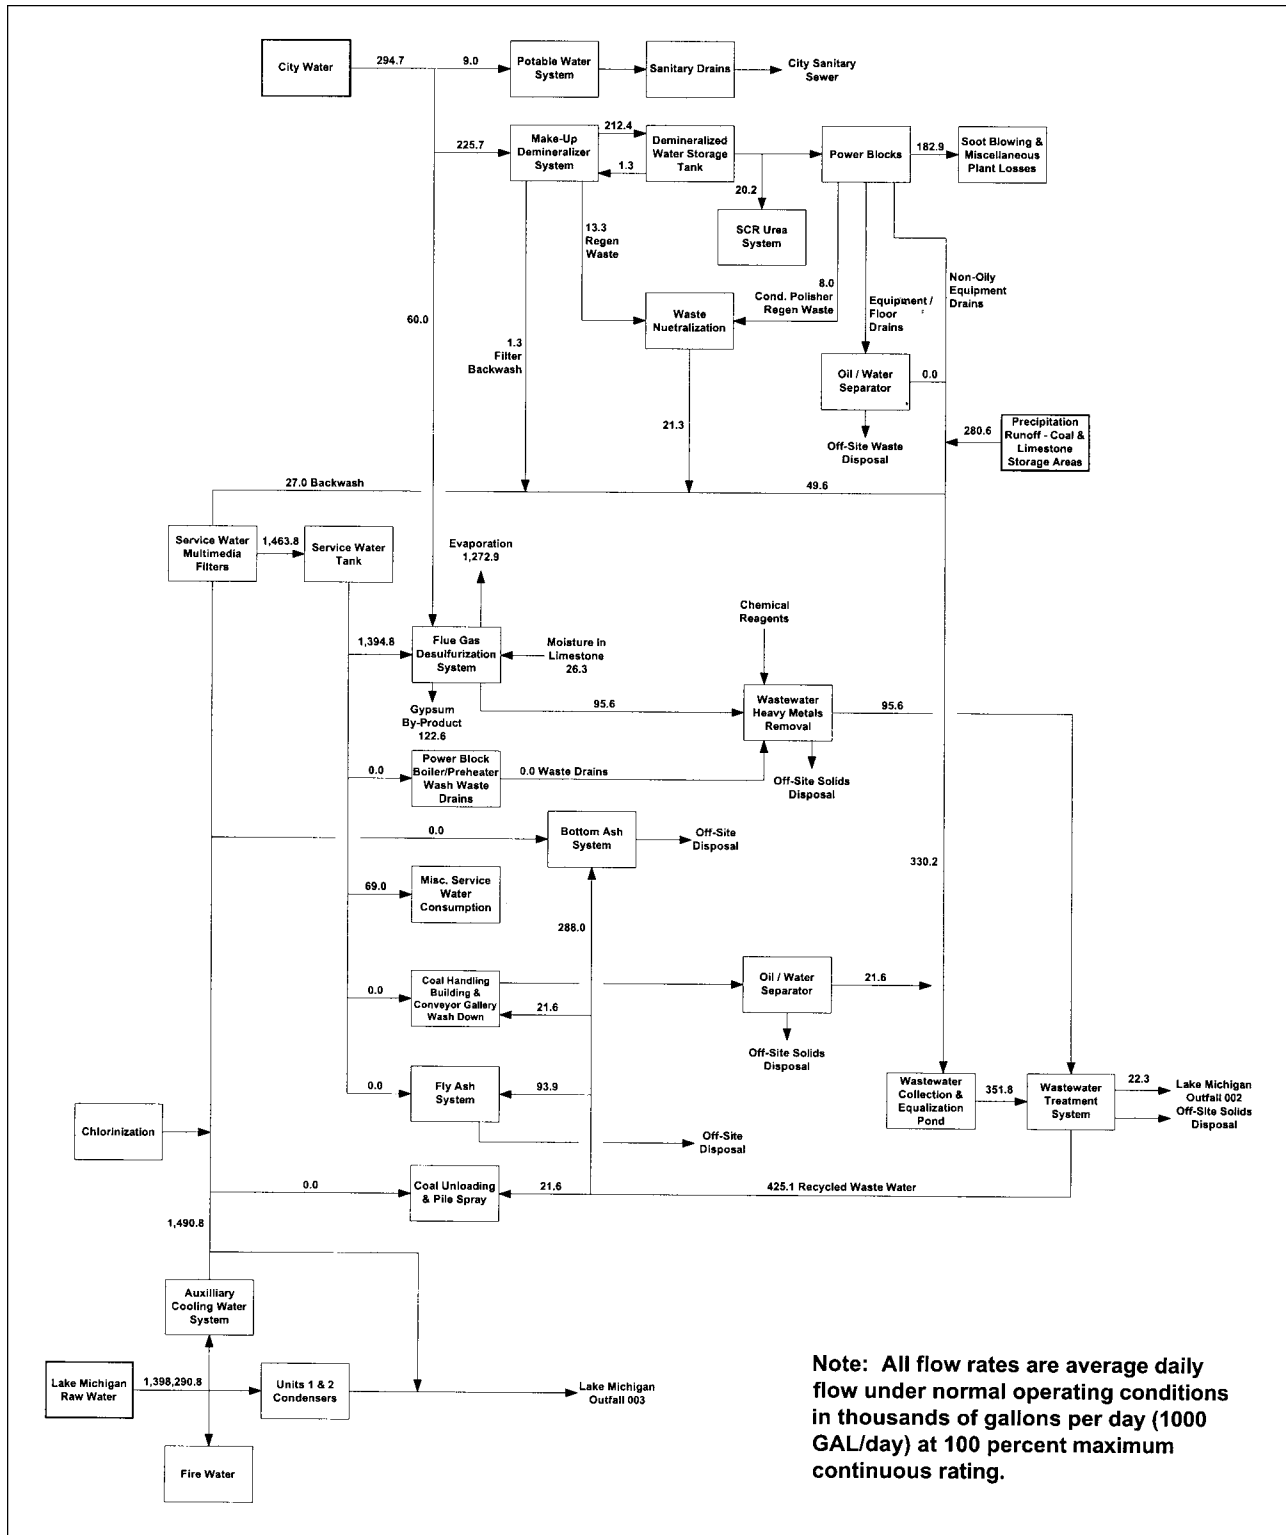 City Water
294.7
9.0
Potable Water
System
Sanitary Drains
City Sanitary
Sewer
225.7
Make-Up
Demineralizer
System
212.4
1.3
Demineralized
Water Storage
Tank
Power Blocks
182.9
Soot Blowing &
Miscellaneous
Plant Losses
20.2
SCR Urea
System
13.3
Regen
Waste
8.0
Cond. Polisher
Regen Waste
Equipment /
Floor
Drains
Non-Oily
Equipment
Drains
Waste
Nuetralization
60.0
1.3
Filter
Backwash
Oil / Water
Separator
0.0
21.3
Off-Site Waste
Disposal
280.6
Precipitation
Runoff - Coal &
Limestone
Storage Areas
27.0 Backwash
49.6
Service Water
Multimedia
Filters
1,463.8
Service Water
Tank
Evaporation
1,272.9
Chemical
Reagents
1,394.8
Flue Gas
Desulfurization
System
Moisture in
Limestone
26.3
Gypsum
By-Product
122.6
95.6
Wastewater
Heavy Metals
Removal
95.6
0.0
Power Block
Boiler/Preheater
Wash Waste
Drains
0.0 Waste Drains
Off-Site Solids
Disposal
0.0
Bottom Ash
System
Off-Site
Disposal
330.2
69.0
Misc. Service
Water
Consumption
288.0
0.0
Coal Handling
Building &
Conveyor Gallery
Wash Down
21.6
Oil / Water
Separator
21.6
Off-Site Solids
Disposal
0.0
Fly Ash
System
93.9
Off-Site
Disposal
Wastewater
Collection &
Equalization
Pond
351.8
Wastewater
Treatment
System
22.3
Lake Michigan
Outfall 002
Off-Site Solids
Disposal
Chlorinization
0.0
Coal Unloading
& Pile Spray
21.6
425.1 Recycled Waste Water
1,490.8
Auxilliary
Cooling Water
System
Lake Michigan
Raw Water
1,398,290.8
Units 1 & 2
Condensers
Lake Michigan
Outfall 003
Fire Water
Note: All flow rates are average daily
flow under normal operating conditions
in thousands of gallons per day (1000
GAL/day) at 100 percent maximum
continuous rating.